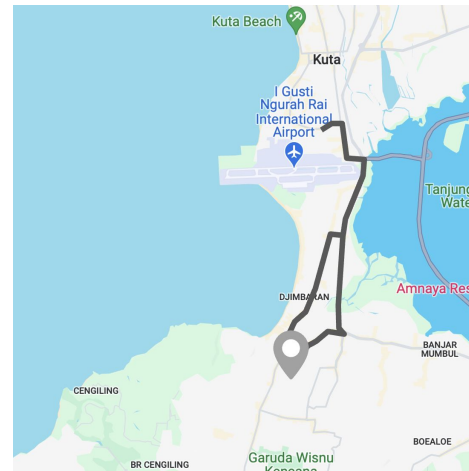 Kuta Beach
Kuta
I Gusti
Ngurah Rai
International
Airport
Tanjung
Wate
DJIMBARAN
Amnaya Res
BANJAR
MUMBUL
CENGILING
Garuda Wisnu
Kencana
BOEALOE
BR CENGILING